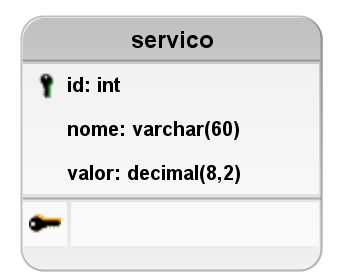 servico
id: int
nome: varchar(60)
valor: decimal(8,2)